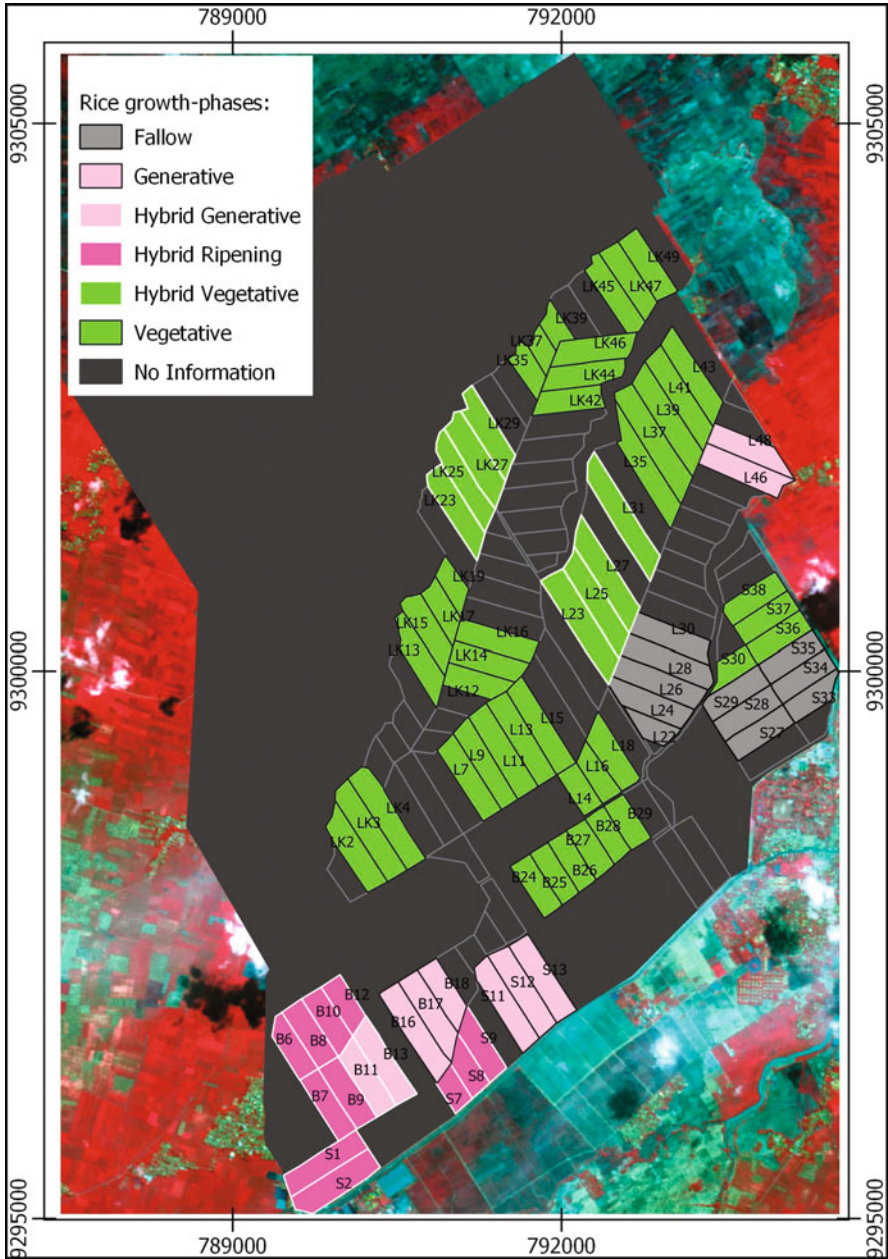 789000
792000
9305000
9305000
Rice growth-phases:
Fallow
Generative
Hybrid Generative
Hybrid Ripening
Hybrid Vegetative
Vegetative
No Information
LK49
LK45
LK47
LK39
LK37
LK46
LK35
LK44
L43
LK42
L41
L39
LK29
L37
L48
LK27
L35
LK25
L46
LK23
L31
LK19
L27
S38
L25
LK17
S37
L23
LK15
LK16
S36
L30
LK13
LK14
S35
S30
L28
S34
9300000
9300000
LK12
L26
S29
S28
S33
L24
L15
L13
L22
S27
L18
L9
L16
L11
L7
L14
LK4
LK3
B29
B28
LK2
B27
B26
B24
B25
S13
B18
S12
S11
B12
B17
B10
B16
B6
B8
S9
B13
B11
S8
B7
B9
S7
S1
S2
9295000
9295000
789000
792000